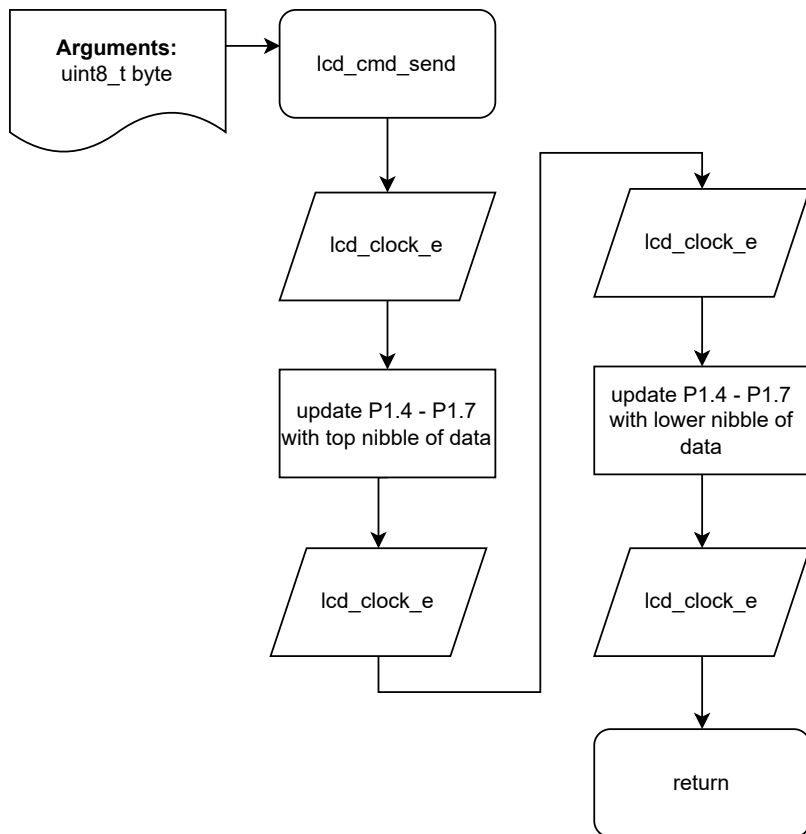 Arguments:
uint8_t byte
lcd_cmd_send
lcd_clock_e
update P1.4 - P1.7
with top nibble of data
lcd_clock_e
lcd_clock_e
update P1.4 - P1.7
with lower nibble of
data
lcd_clock_e
return